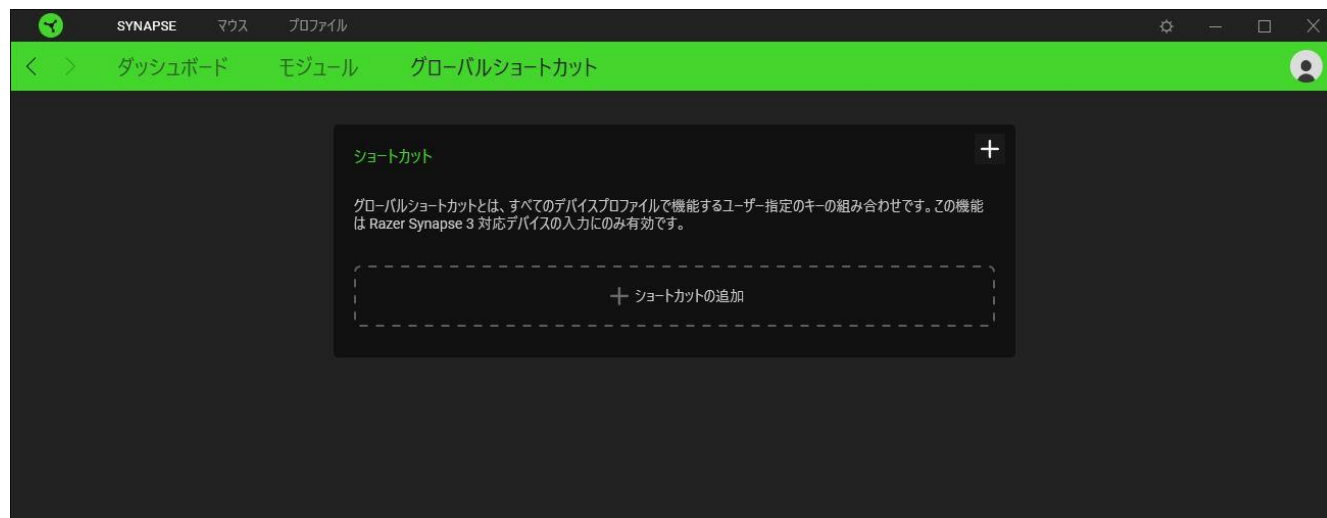 SYNAPSE マウス プロファイル
ダッシュボード モジュール グローバルショートカット
ショートカット
グローバルショートカットとは、すべてのデバイスプロファイルで機能するユーザー指定のキーの組み合わせです。この機能
は Razer Synapse 3 対応デバイスの入力にのみ有効です。
ショートカットの追加